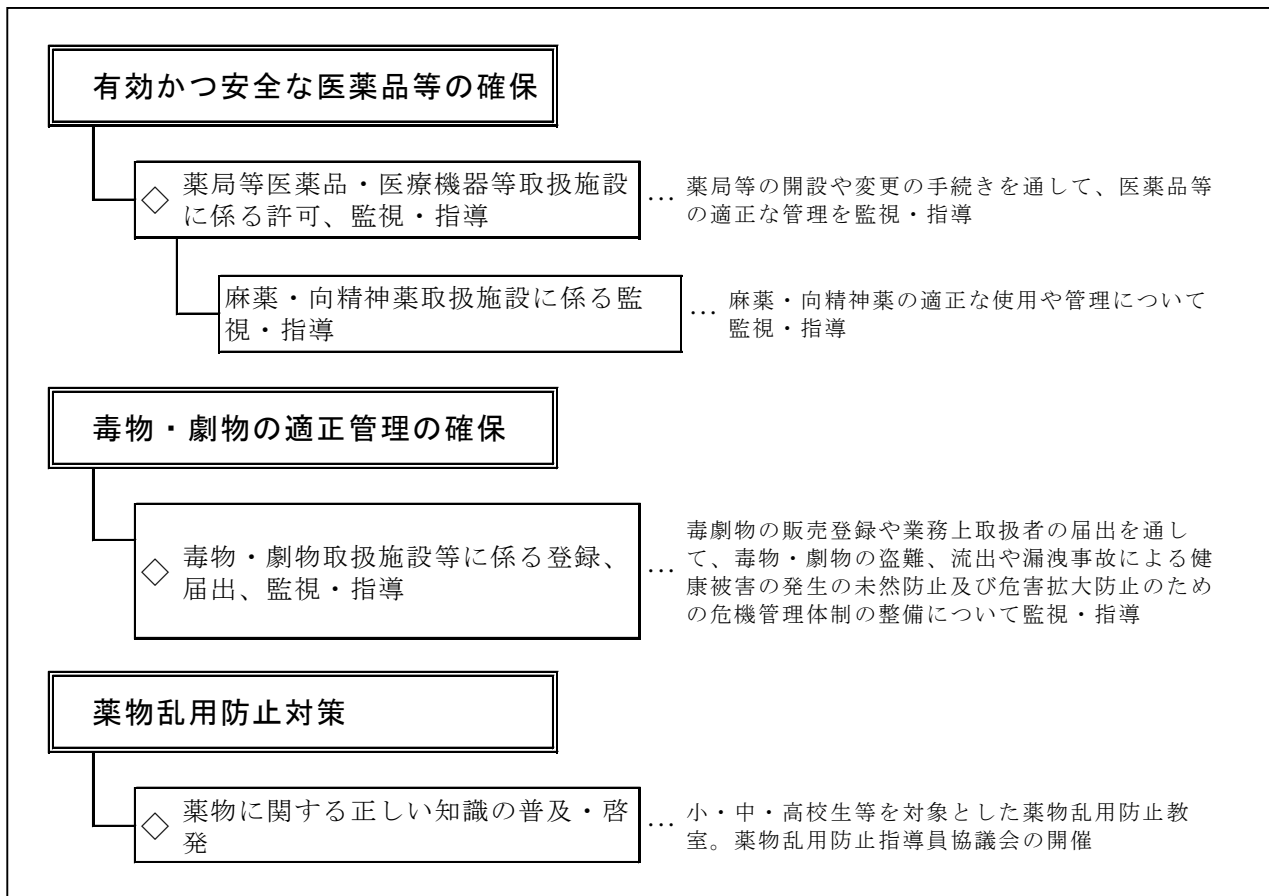 有効かつ安全な医薬品等の確保
◇ 薬局等医薬品・医療機器等取扱施設
に係る許可、監視・指導
… 薬局等の開設や変更の手続きを通して、医薬品等
の適正な管理を監視・指導
麻薬・向精神薬取扱施設に係る監
視・指導
… 麻薬・向精神薬の適正な使用や管理について
監視・指導
毒物・劇物の適正管理の確保
◇ 毒物・劇物取扱施設等に係る登録、
届出、監視・指導
… 毒劇物の販売登録や業務上取扱者の届出を通し
て、毒物・劇物の盗難、流出や漏洩事故による健
康被害の発生の未然防止及び危害拡大防止のため
の危機管理体制の整備について監視・指導
薬物乱用防止対策
◇ 薬物に関する正しい知識の普及・啓
発
… 小・中・高校生等を対象とした薬物乱用防止教
室。薬物乱用防止指導員協議会の開催